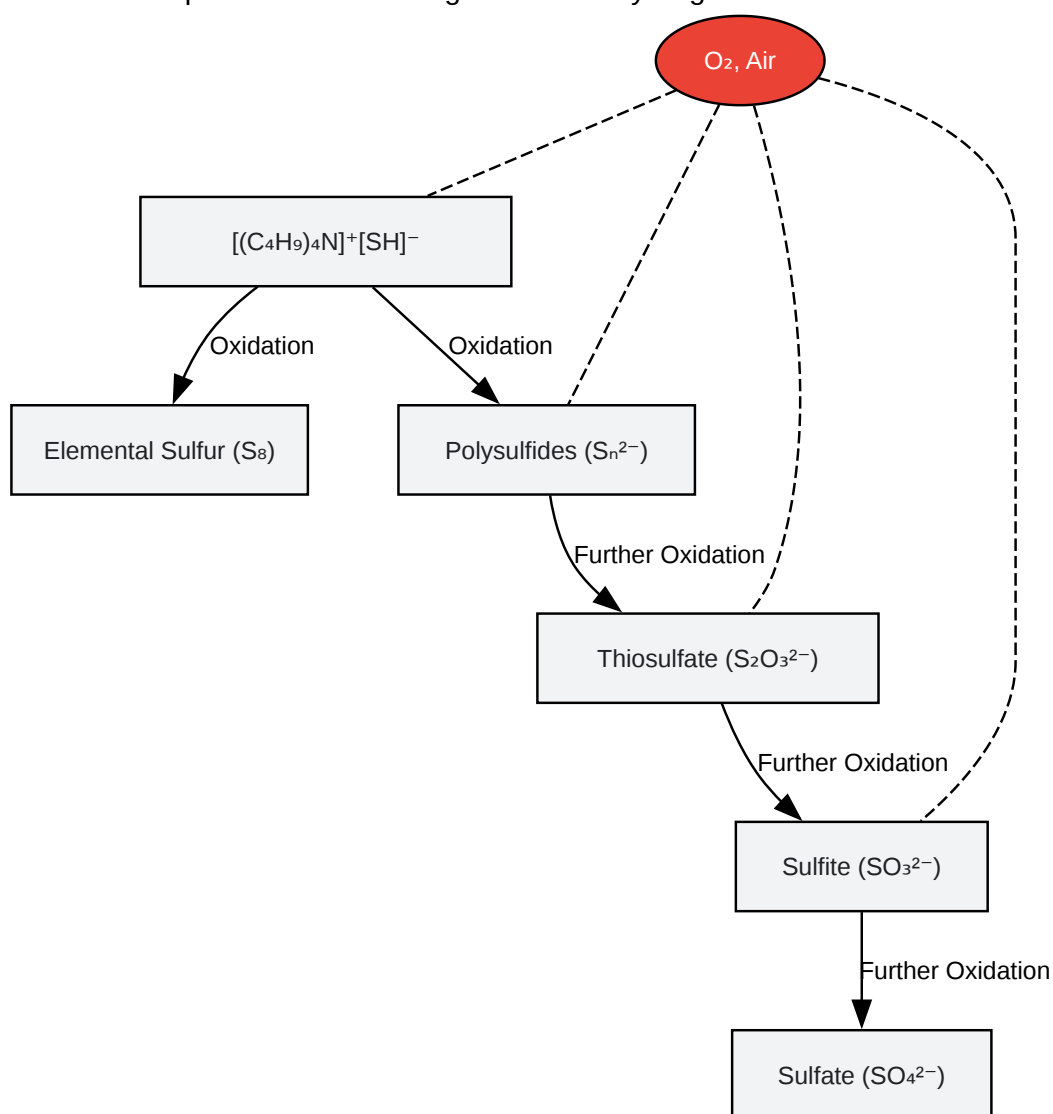 O₂, Air
[(C₄H₉)₄N]⁺[SH]⁻
Oxidation
Oxidation
Elemental Sulfur (S₈)
Polysulfides (Sₙ²⁻)
Further Oxidation
Thiosulfate (S₂O₃²⁻)
Further Oxidation
Sulfite (SO₃²⁻)
Further Oxidation
Sulfate (SO₄²⁻)